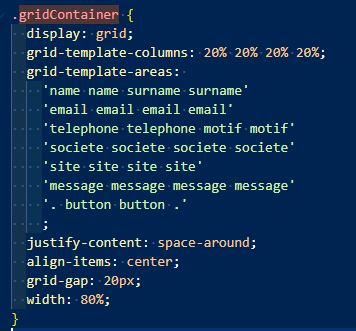 .gridContainer {
display: grid;
grid-template-columns: 20% 20% 20% 20%;
grid-template-areas:
'name name surname surname'
'email email email email'
'telephone telephone motif motif'
'societe societe societe societe'
'site site site site'
'message message message message'
'. button button .'
;
justify-content: space-around;
align-items: center;
grid-gap: 20px;
width: 80%;
}